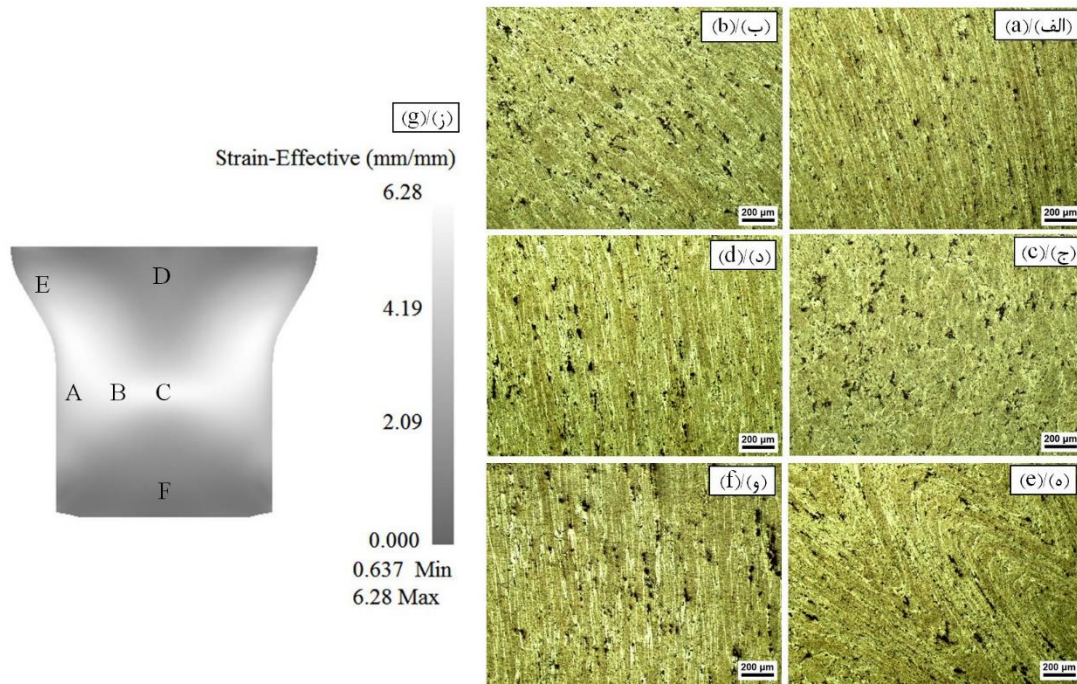 (ب)/(b)
(الف)/(a)
(ز)/(g)
Strain-Effective (mm/mm)
6.28
4.19
2.09
0.000
0.637 Min
6.28 Max
E
D
A
B
C
F
200 µm
200 µm
(د)/(d)
(ج)/(c)
200 µm
200 µm
(و)/(f)
(ه)/(e)
200 µm
200 µm